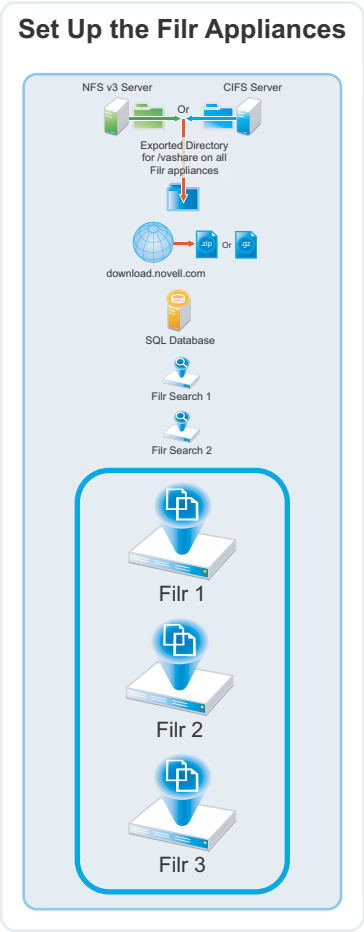 Set Up the Filr Appliances
NFS v3 Server
CIFS Server
Or
Exported Directory
for /vashare on all
Filr appliances
.zip
Or
.gz
download.novell.com
SQL Database
Filr Search 1
Filr Search 2
Filr 1
Filr 2
Filr 3